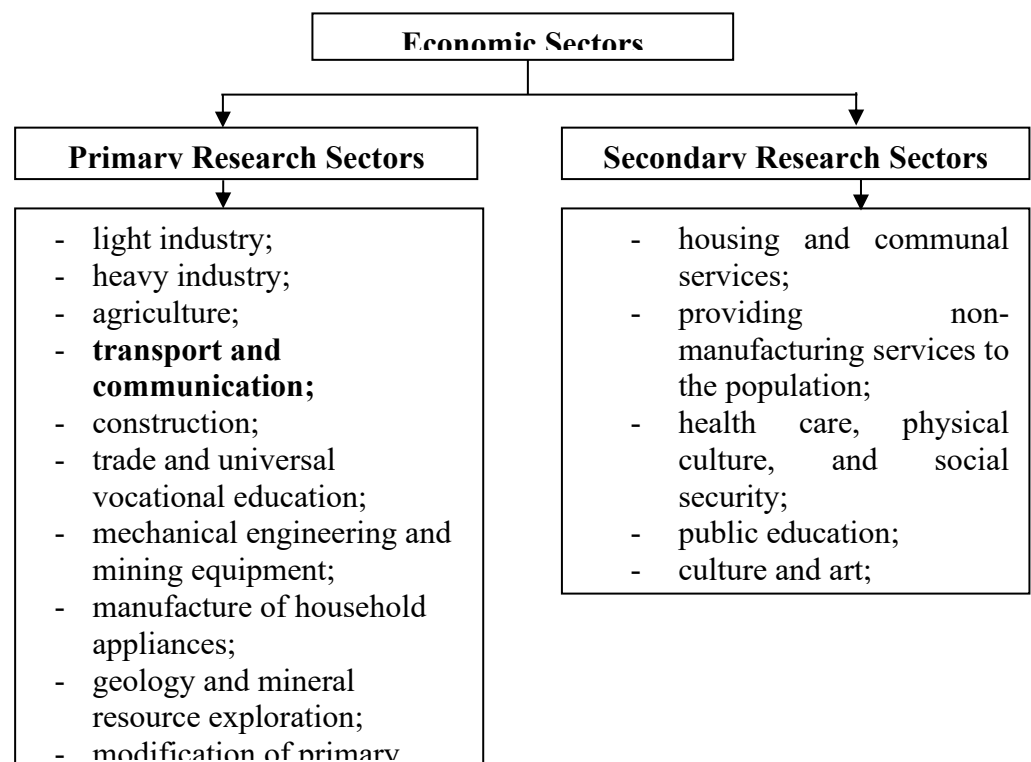 Economic Sectors
Primary Research Sectors
Secondary Research Sectors
- light industry;
- heavy industry;
- agriculture;
- transport and
communication;
- construction;
- trade and universal
vocational education;
- mechanical engineering and
mining equipment;
- manufacture of household
appliances;
- geology and mineral
resource exploration;
- modification of primary
- housing and communal
services;
- providing non-
manufacturing services to
the population;
- health care, physical
culture, and social
security;
- public education;
- culture and art;